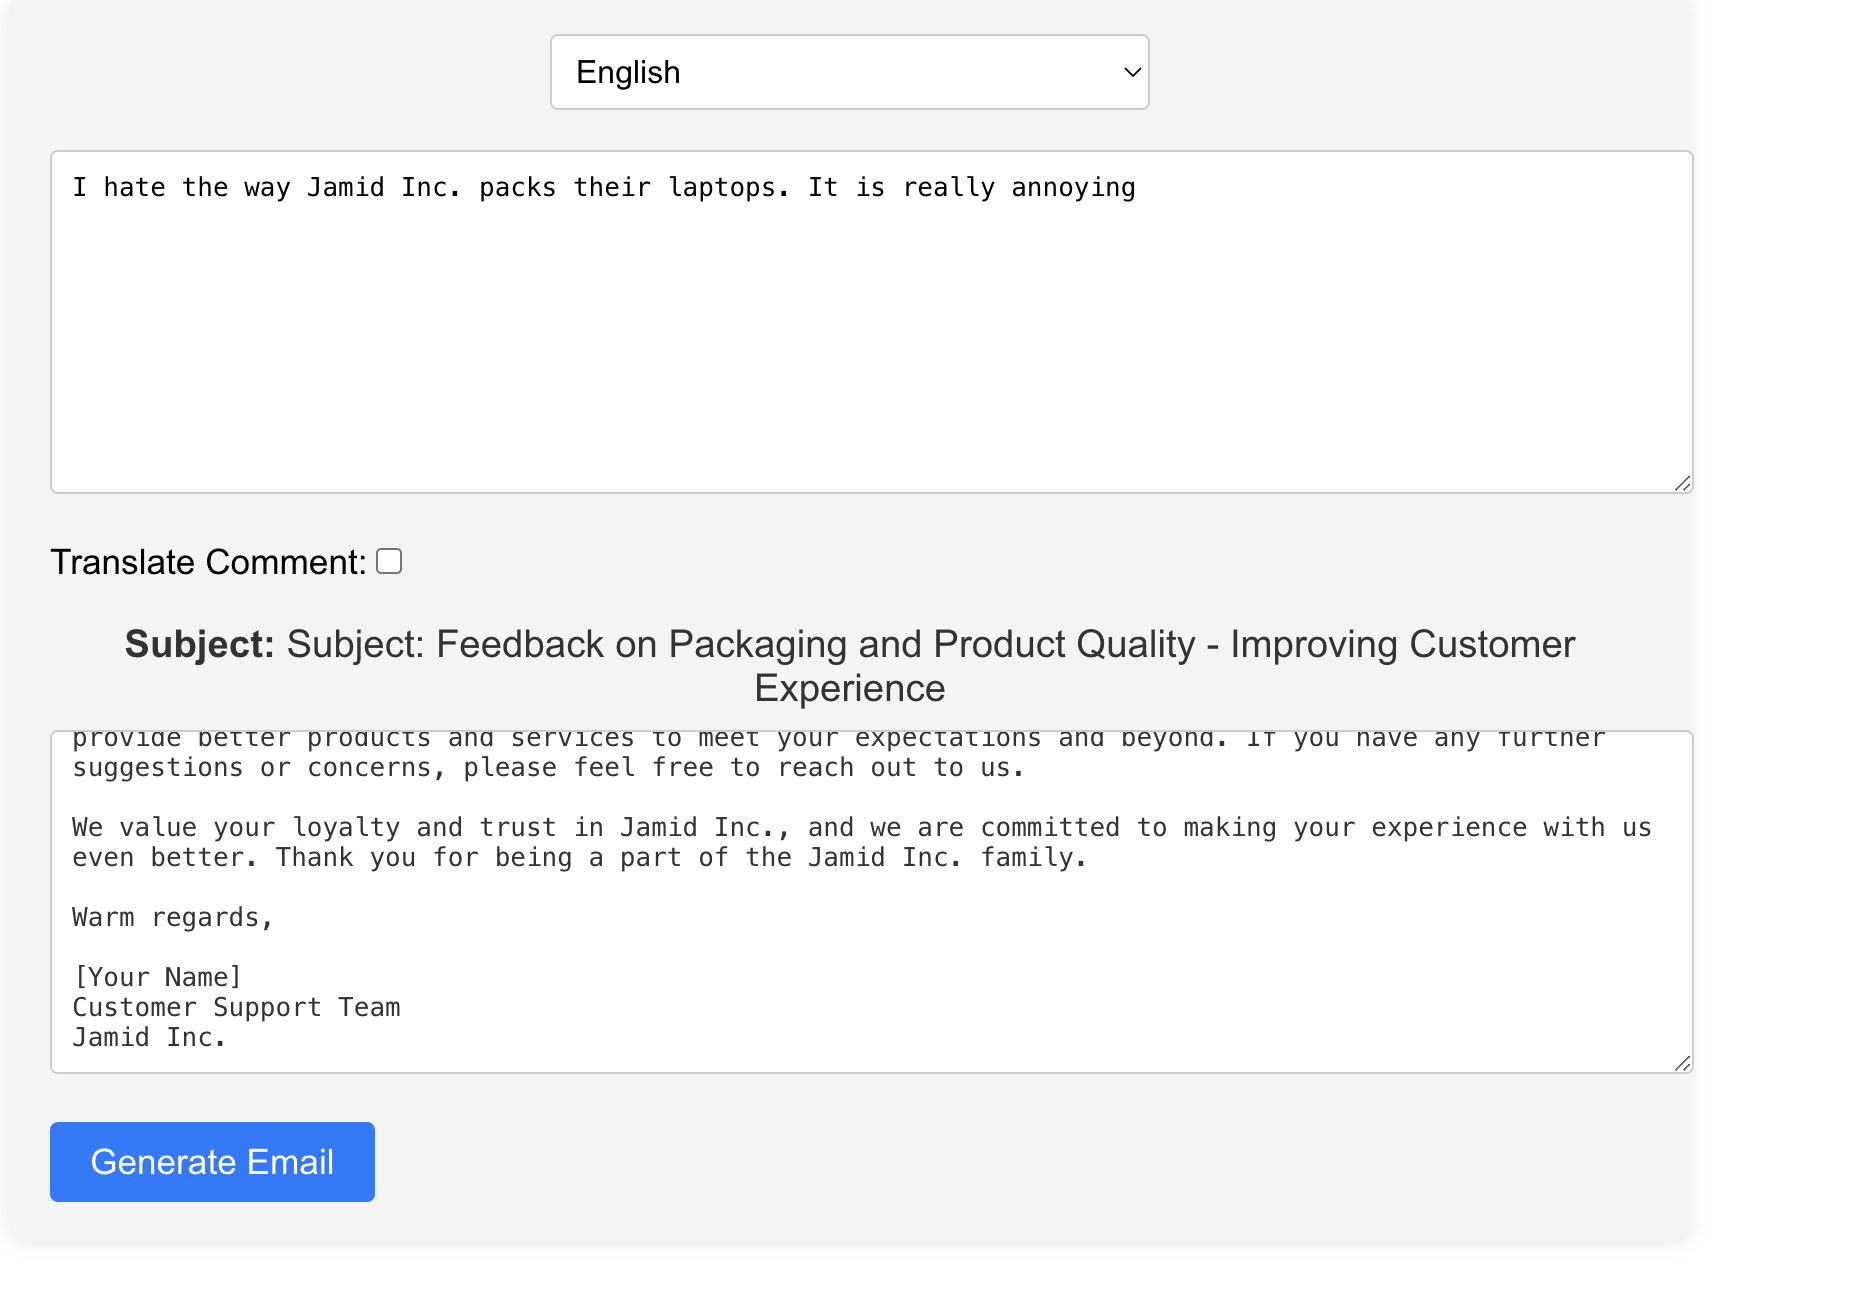 English
I hate the way Jamid Inc. packs their laptops. It is really annoying
Translate Comment:
Subject: Subject: Feedback on Packaging and Product Quality - Improving Customer
Experience
provide better products and services to meet your expectations and beyond. If you have any further
suggestions or concerns, please feel free to reach out to us.
We value your loyalty and trust in Jamid Inc., and we are committed to making your experience with us
even better. Thank you for being a part of the Jamid Inc. family.
Warm regards,
[Your Name]
Customer Support Team
Jamid Inc.
Generate Email